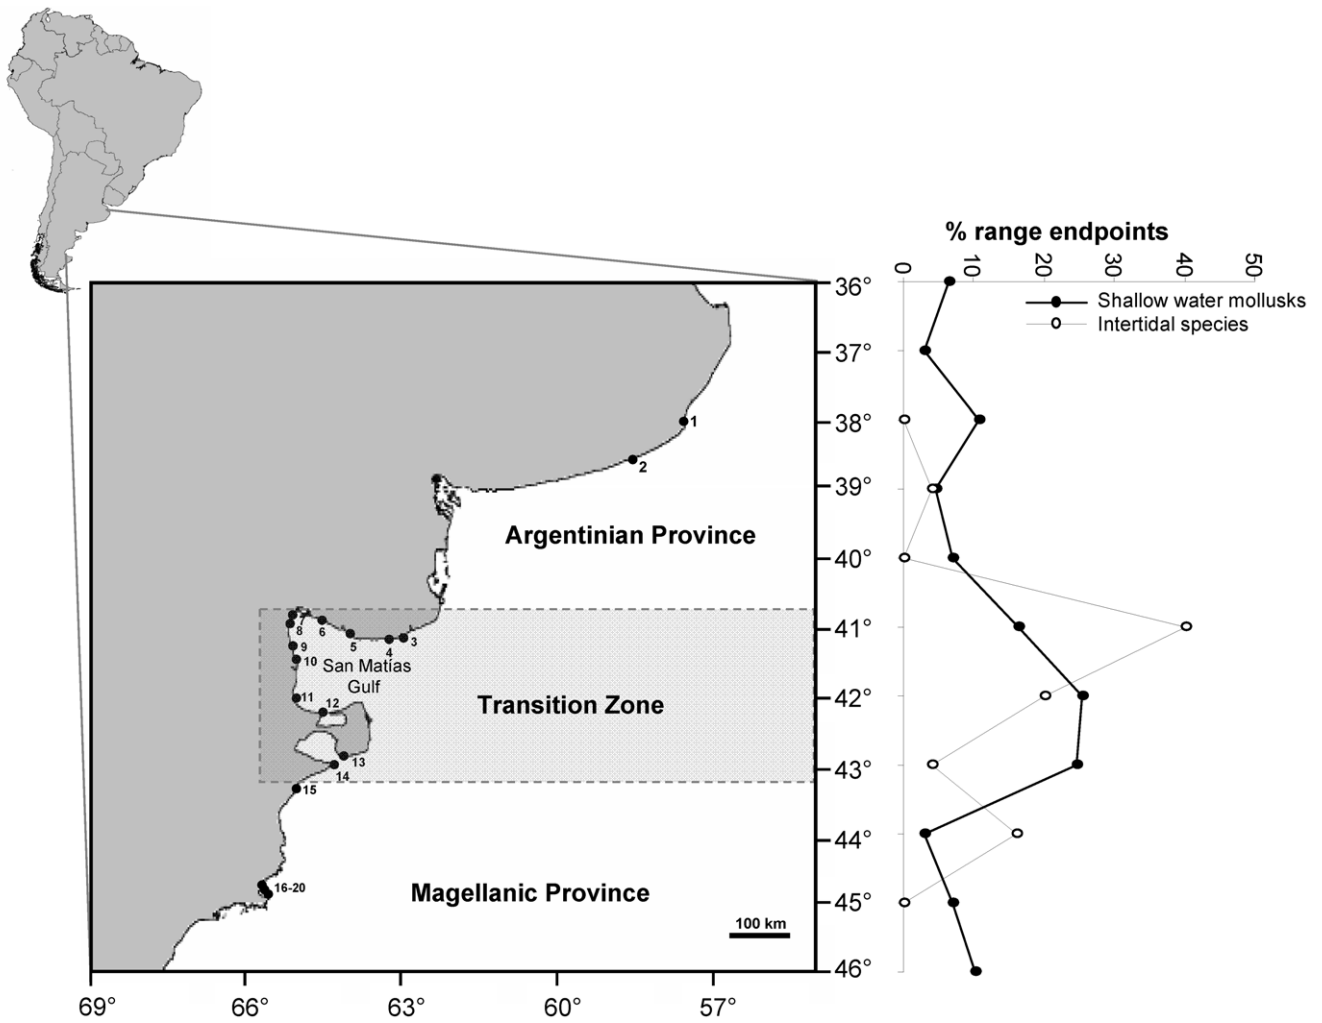 % range endpoints
0 10 20 30 40 50
Shallow water mollusks
Intertidal species
36°
37°
38°
1
2
39°
Argentinian Province
40°
41°
7
8
6
5
4
3
9
10
San Matías
Gulf
11
12
42°
Transition Zone
13
14
43°
15
44°
16-20
Magellanic Province
45°
100 km
46°
69° 66° 63° 60° 57°